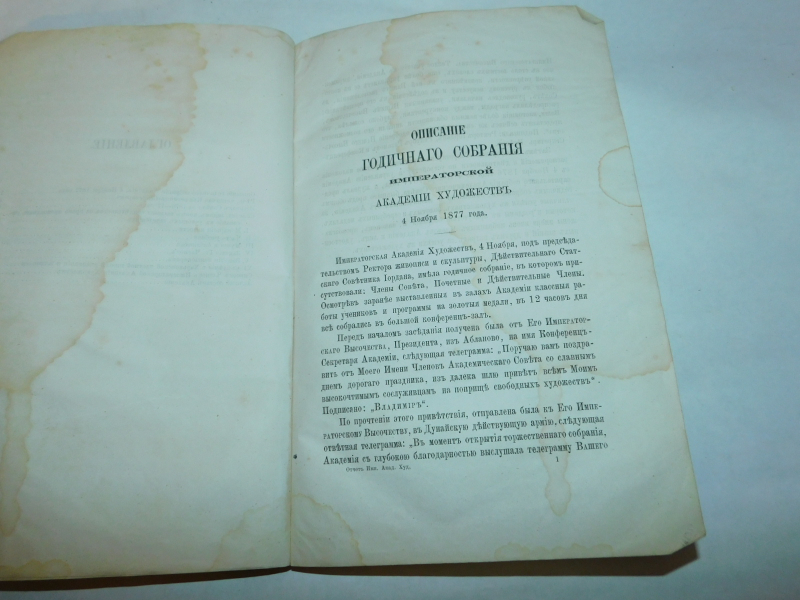 ОПИСАНІЕ
ГОДИЧНАГО СОБРАНІЯ
ИМПЕРАТОРСКОЙ
АКАДЕМІИ ХУДОЖЕСТВЪ
4 Ноября 1877 года.
Императорская Академія Художествъ, 4 Ноября, подъ предсѣда-
тельствомъ Ректора живописи и скульптуры, Дѣйствительнаго Стат-
скаго Совѣтника Іордана, имѣла годичное собраніе, въ которомъ при-
сутствовали: Члены Совѣта, Почетные и Дѣйствительные Члены.
Осмотрѣвъ заранѣе выставленныя въ залахъ Академіи классныя ра-
боты учениковъ и программы на золотыя медали, въ 12 часовъ дня
всѣ собрались въ большой конференцъ-залъ.
Передъ началомъ засѣданія получена была отъ Его Император-
скаго Высочества, Президента, изъ Абланово, на имя Конференцъ-
Секретаря Академіи, слѣдующая телеграмма: „Поручаю вамъ поздра-
вить отъ Моего Имени Членовъ Академическаго Совѣта со славнымъ
днемъ дорогаго праздника, изъ далека шлю привѣтъ всѣмъ Моимъ
высокочтимымъ сослуживцамъ на поприщѣ свободныхъ художествъ“.
Подписано: „Владиміръ“.
По прочтеніи этого привѣтствія, отправлена была къ Его Импе-
раторскому Высочеству, въ Дунайскую дѣйствующую армію, слѣдующая
отвѣтная телеграмма: „Въ моментъ открытія торжественнаго собранія,
Академія съ глубокою благодарностью выслушала телеграмму Вашего
Отчетъ Имп. Акад. Худ. 1